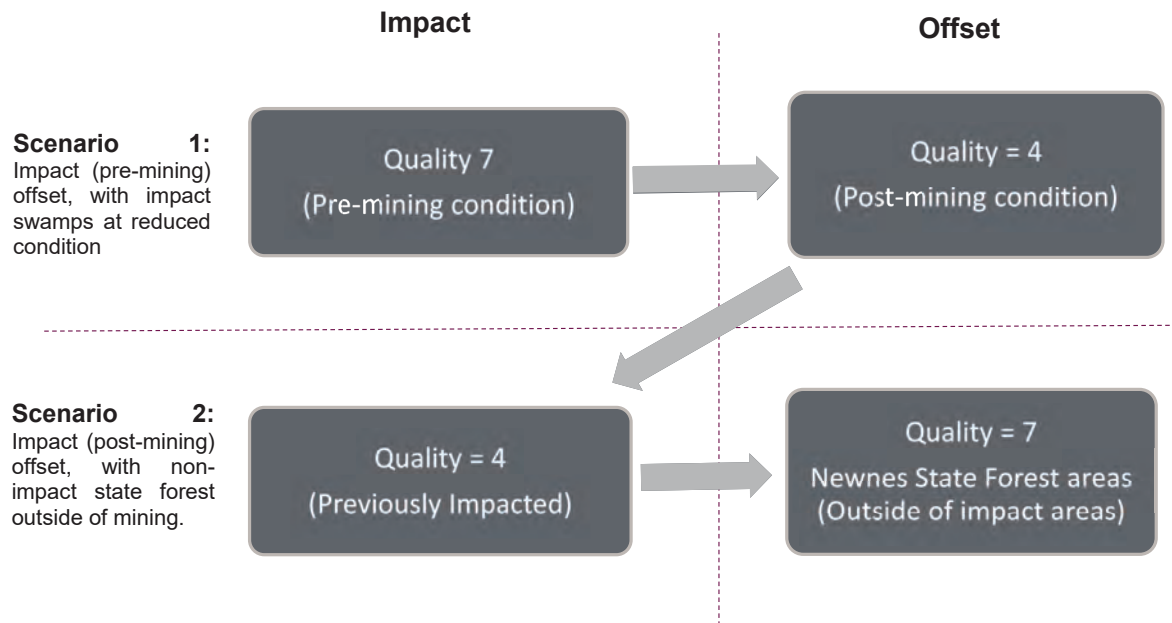 Impact
Offset
Scenario 1:
Impact (pre-mining)
offset, with impact
swamps at reduced
condition
Quality 7
(Pre-mining condition)
Quality = 4
(Post-mining condition)
Scenario 2:
Impact (post-mining)
offset, with non-
impact state forest
outside of mining.
Quality = 4
(Previously Impacted)
Quality = 7
Newnes State Forest areas
(Outside of impact areas)